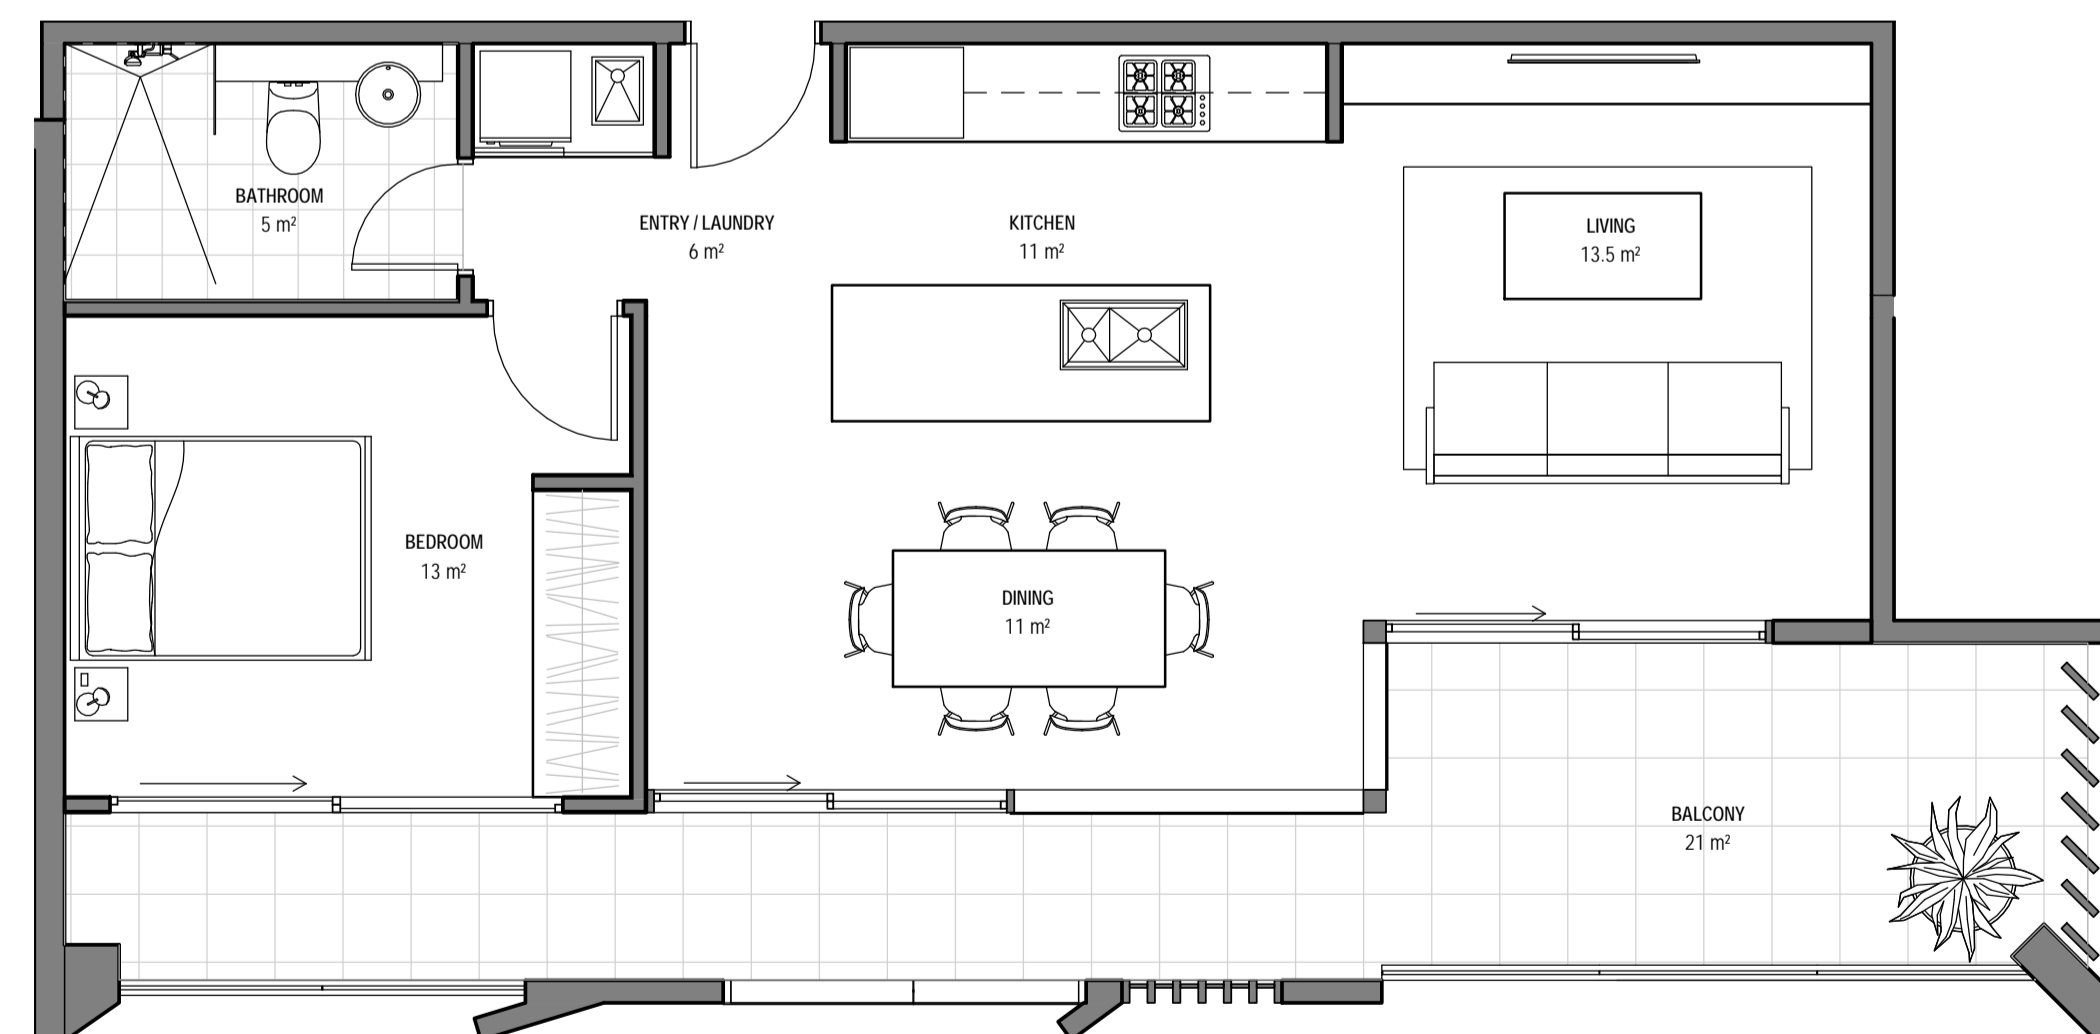 BATHROOM
5 m²
ENTRY / LAUNDRY
6 m²
KITCHEN
11 m²
LIVING
13.5 m²
BEDROOM
13 m²
DINING
11 m²
BALCONY
21 m²